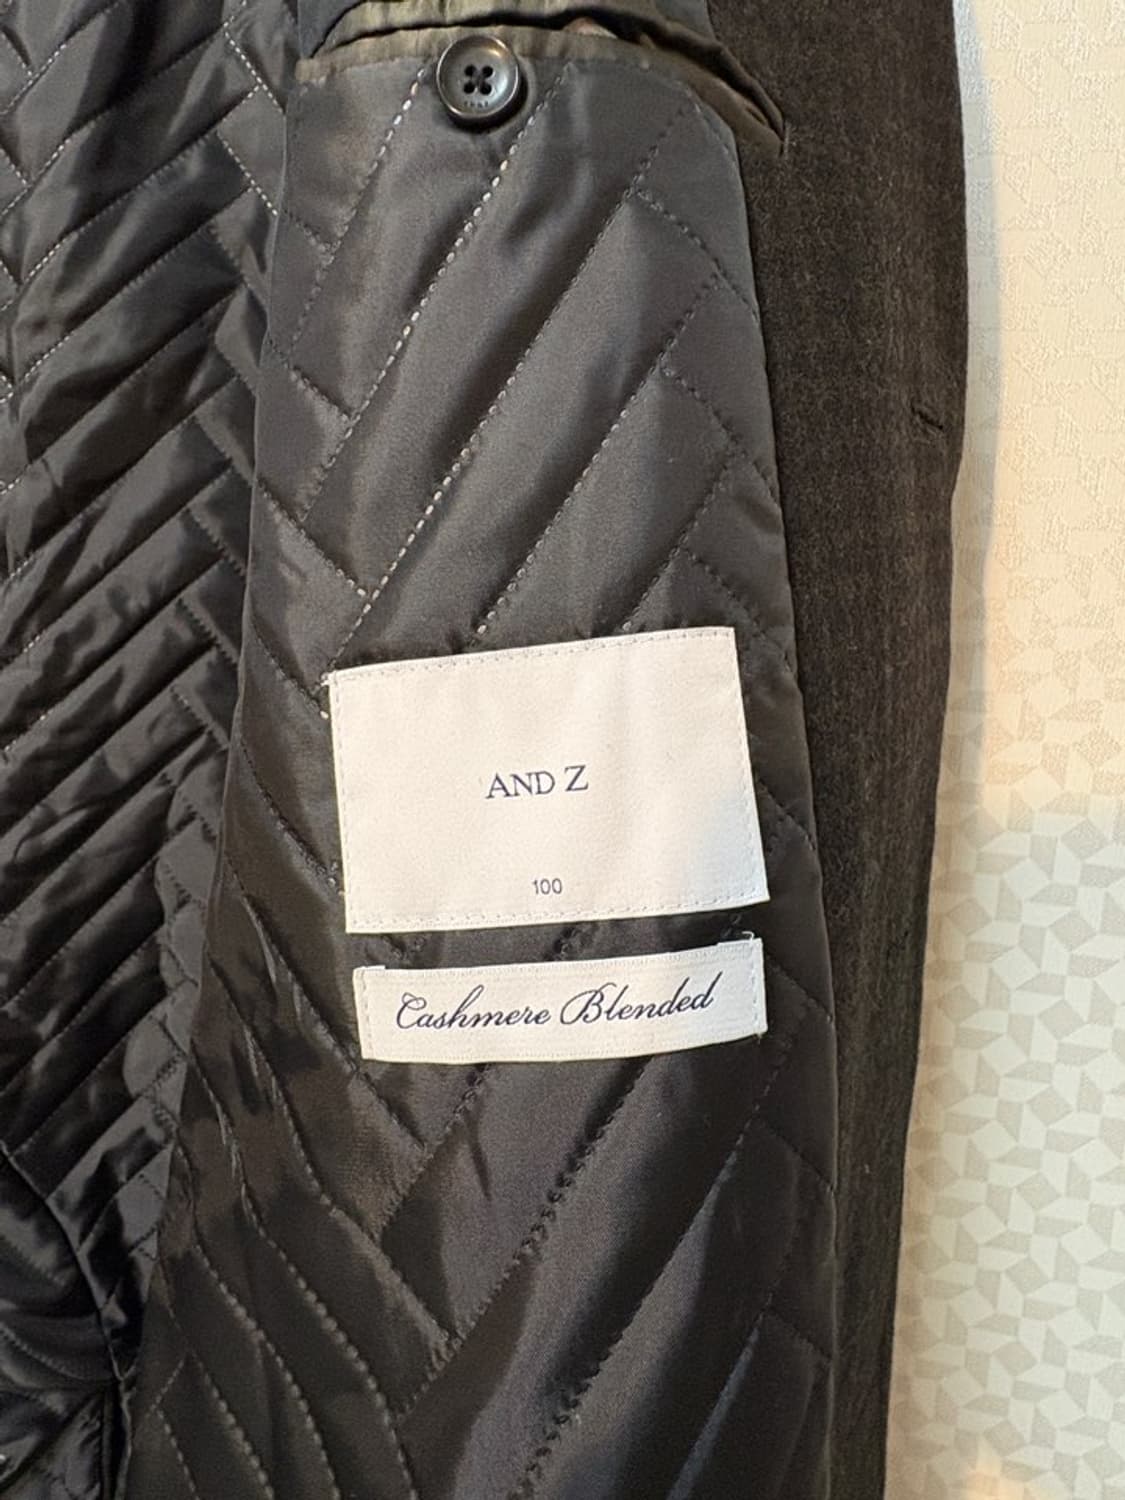 AND Z
100
Cashmere Blended